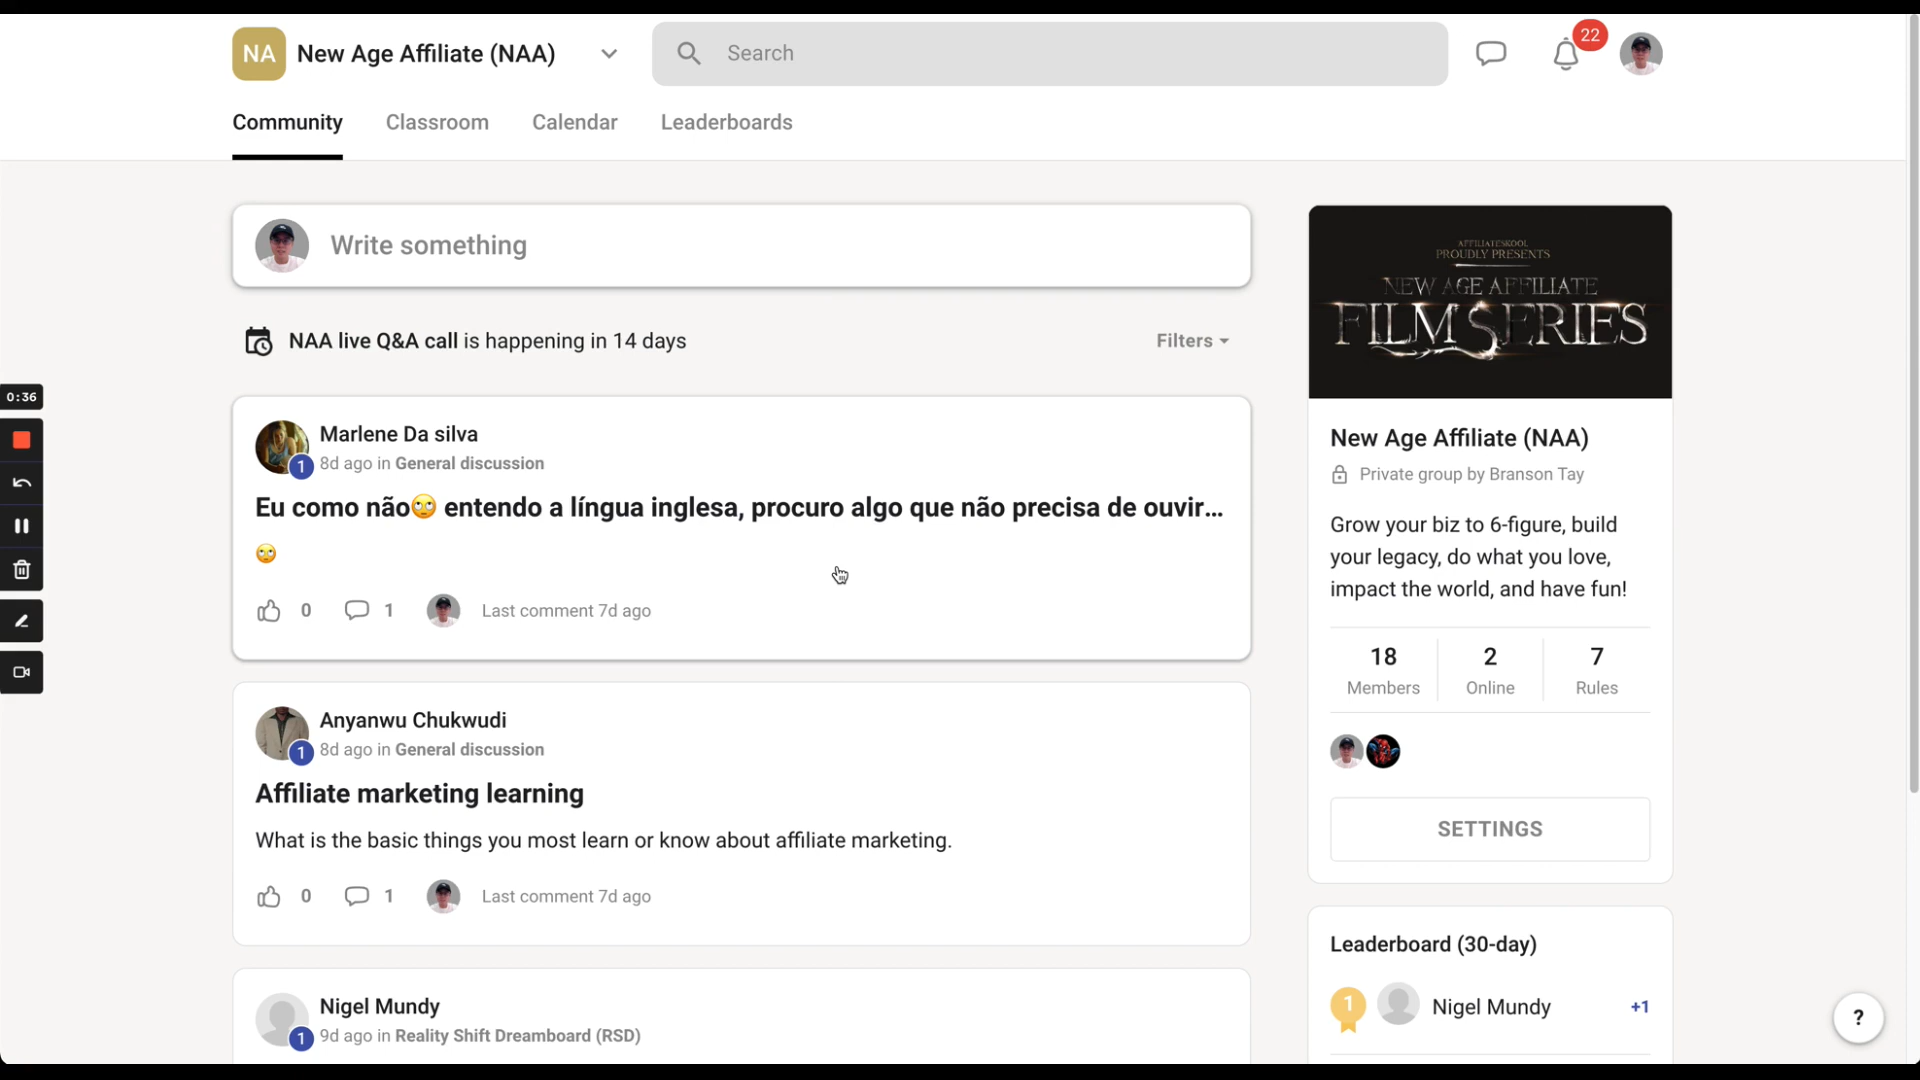 NA New Age Affiliate (NAA)
Search
22
Community Classroom Calendar Leaderboards
Write something
NAA live Q&A call is happening in 14 days
Filters
0:36
Marlene Da silva
1 8d ago in General discussion
Eu como não🙄 entendo a língua inglesa, procuro algo que não precisa de ouvir...
🙄
0 1 Last comment 7d ago
Anyanwu Chukwudi
1 8d ago in General discussion
Affiliate marketing learning
What is the basic things you most learn or know about affiliate marketing.
0 1 Last comment 7d ago
Nigel Mundy
1 9d ago in Reality Shift Dreamboard (RSD)
AFFILIATESKOOL
PROUDLY PRESENTS
NEW AGE AFFILIATE
FILM SERIES
New Age Affiliate (NAA)
Private group by Branson Tay
Grow your biz to 6-figure, build
your legacy, do what you love,
impact the world, and have fun!
18 2 7
Members Online Rules
SETTINGS
Leaderboard (30-day)
1 Nigel Mundy +1
?